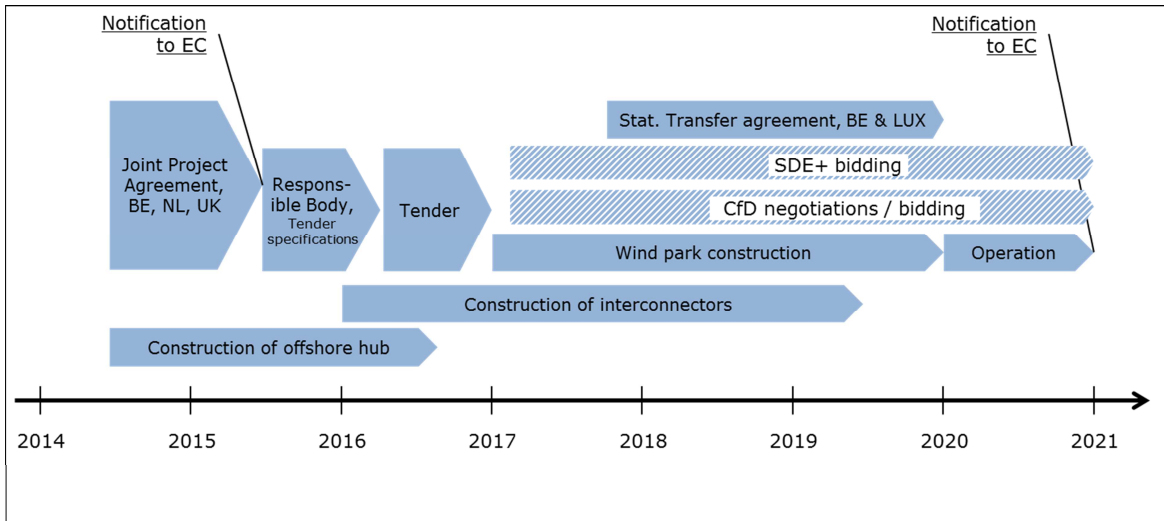 Notification
to EC
Notification
to EC
Stat. Transfer agreement, BE & LUX
Joint Project
Agreement,
BE, NL, UK
Respons-
ible Body,
Tender
specifications
Tender
SDE+ bidding
CfD negotiations / bidding
Wind park construction
Operation
Construction of interconnectors
Construction of offshore hub
2014 2015 2016 2017 2018 2019 2020 2021